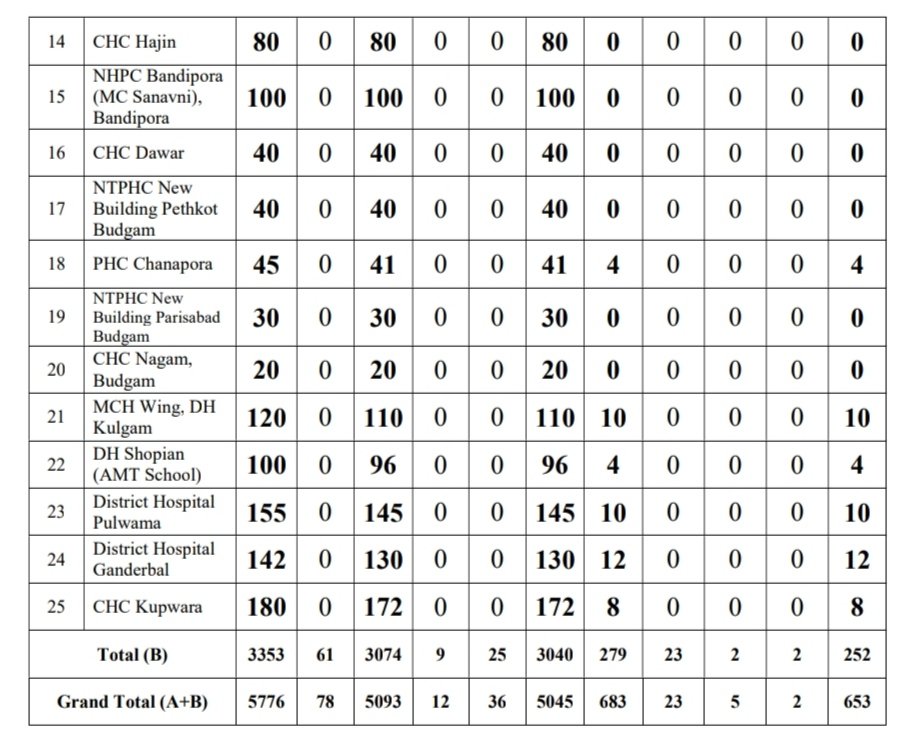 14 CHC Hajin 80 0 80 0 0 80 0 0 0 0 0
15 NHPC Bandipora (MC Sanavni), Bandipora 100 0 100 0 0 100 0 0 0 0 0
16 CHC Dawar 40 0 40 0 0 40 0 0 0 0 0
17 NTPHC New Building Pethkot Budgam 40 0 40 0 0 40 0 0 0 0 0
18 PHC Chanapora 45 0 41 0 0 41 4 0 0 0 4
19 NTPHC New Building Parisabad Budgam 30 0 30 0 0 30 0 0 0 0 0
20 CHC Nagam, Budgam 20 0 20 0 0 20 0 0 0 0 0
21 MCH Wing, DH Kulgam 120 0 110 0 0 110 10 0 0 0 10
22 DH Shopian (AMT School) 100 0 96 0 0 96 4 0 0 0 4
23 District Hospital Pulwama 155 0 145 0 0 145 10 0 0 0 10
24 District Hospital Ganderbal 142 0 130 0 0 130 12 0 0 0 12
25 CHC Kupwara 180 0 172 0 0 172 8 0 0 0 8
Total (B) 3353 61 3074 9 25 3040 279 23 2 2 252
Grand Total (A+B) 5776 78 5093 12 36 5045 683 23 5 2 653